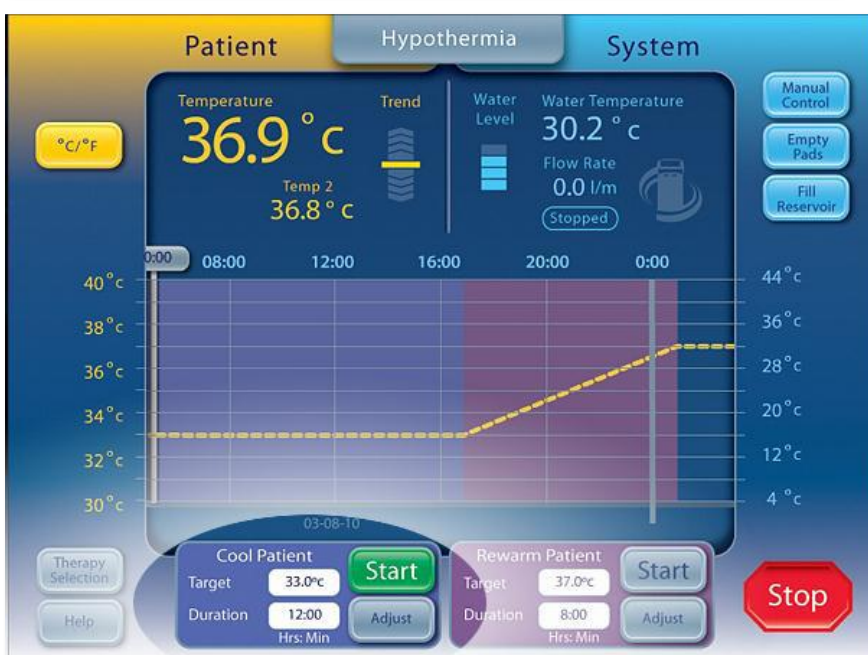 Patient
Hypothermia
System
°C/°F
Temperature
36.9 °c
Temp 2
36.8 ° c
Trend
Water
Level
Water Temperature
30.2 ° c
Flow Rate
0.0 l/m
Stopped
Manual
Control
Empty
Pads
Fill
Reservoir
0:00 08:00 12:00 16:00 20:00 0:00
40°c
38°c
36°c
34°c
32°c
30°c
44°c
36°c
28°c
20°c
12°c
4 °c
03-08-10
Therapy
Selection
Help
Cool Patient
Target 33.0ºc Start
Duration 12:00 Adjust
Hrs: Min
Rewarm Patient
Target 37.0ºc Start
Duration 8:00 Adjust
Hrs: Min
Stop